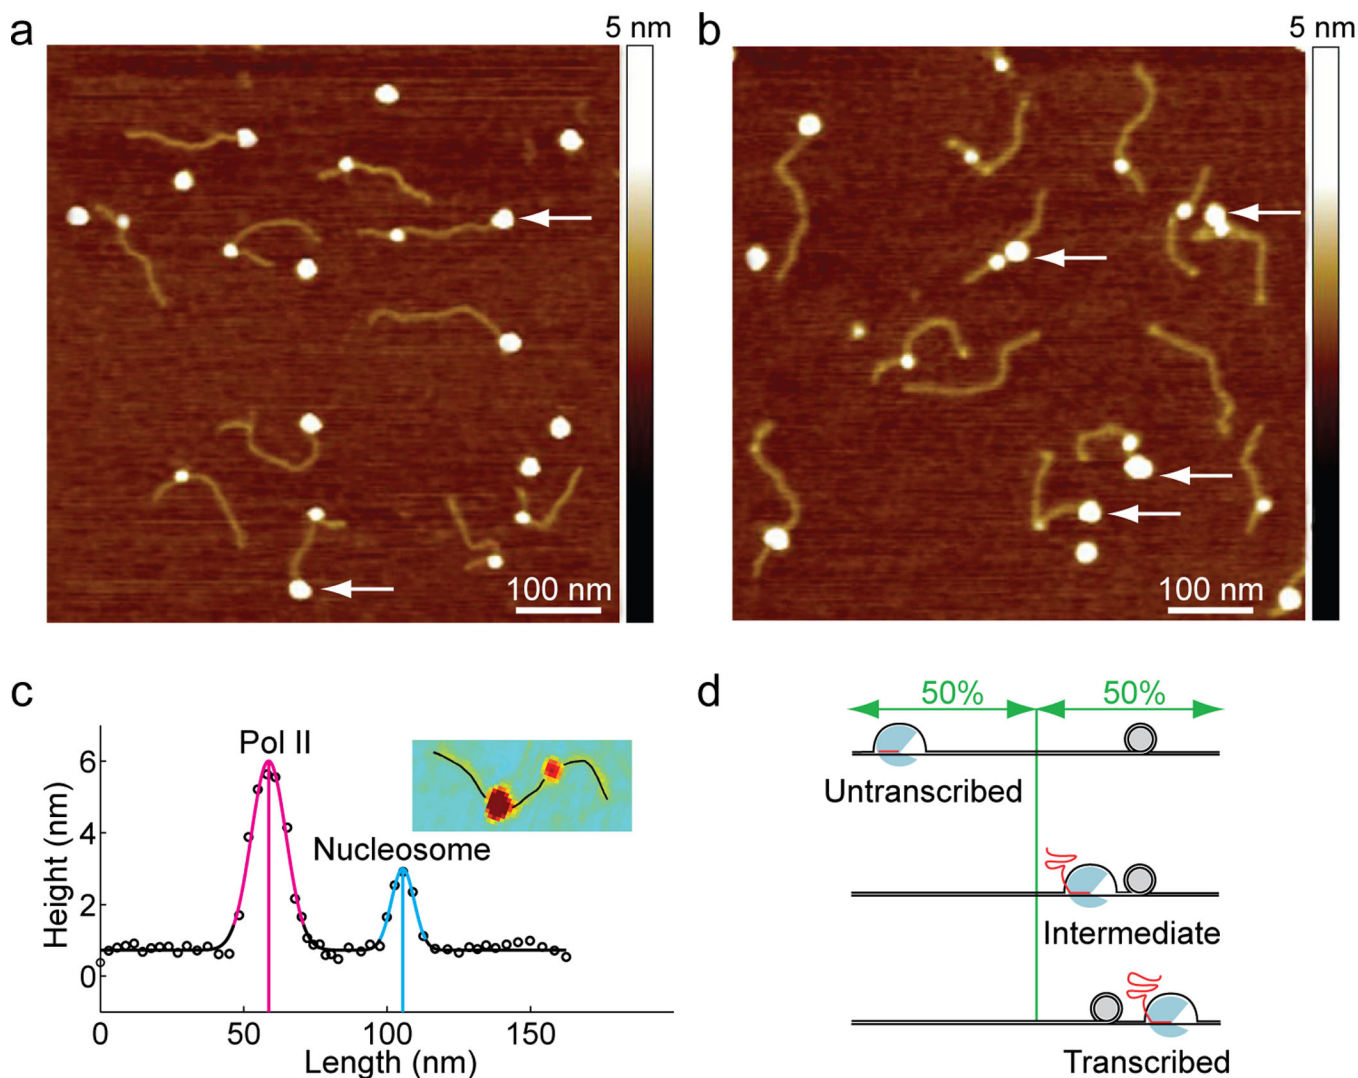 a
5 nm
100 nm
b
5 nm
100 nm
c
Pol II
Nucleosome
Height (nm)
6
4
2
0
0
50
100
150
Length (nm)
d
50%
50%
Untranscribed
Intermediate
Transcribed